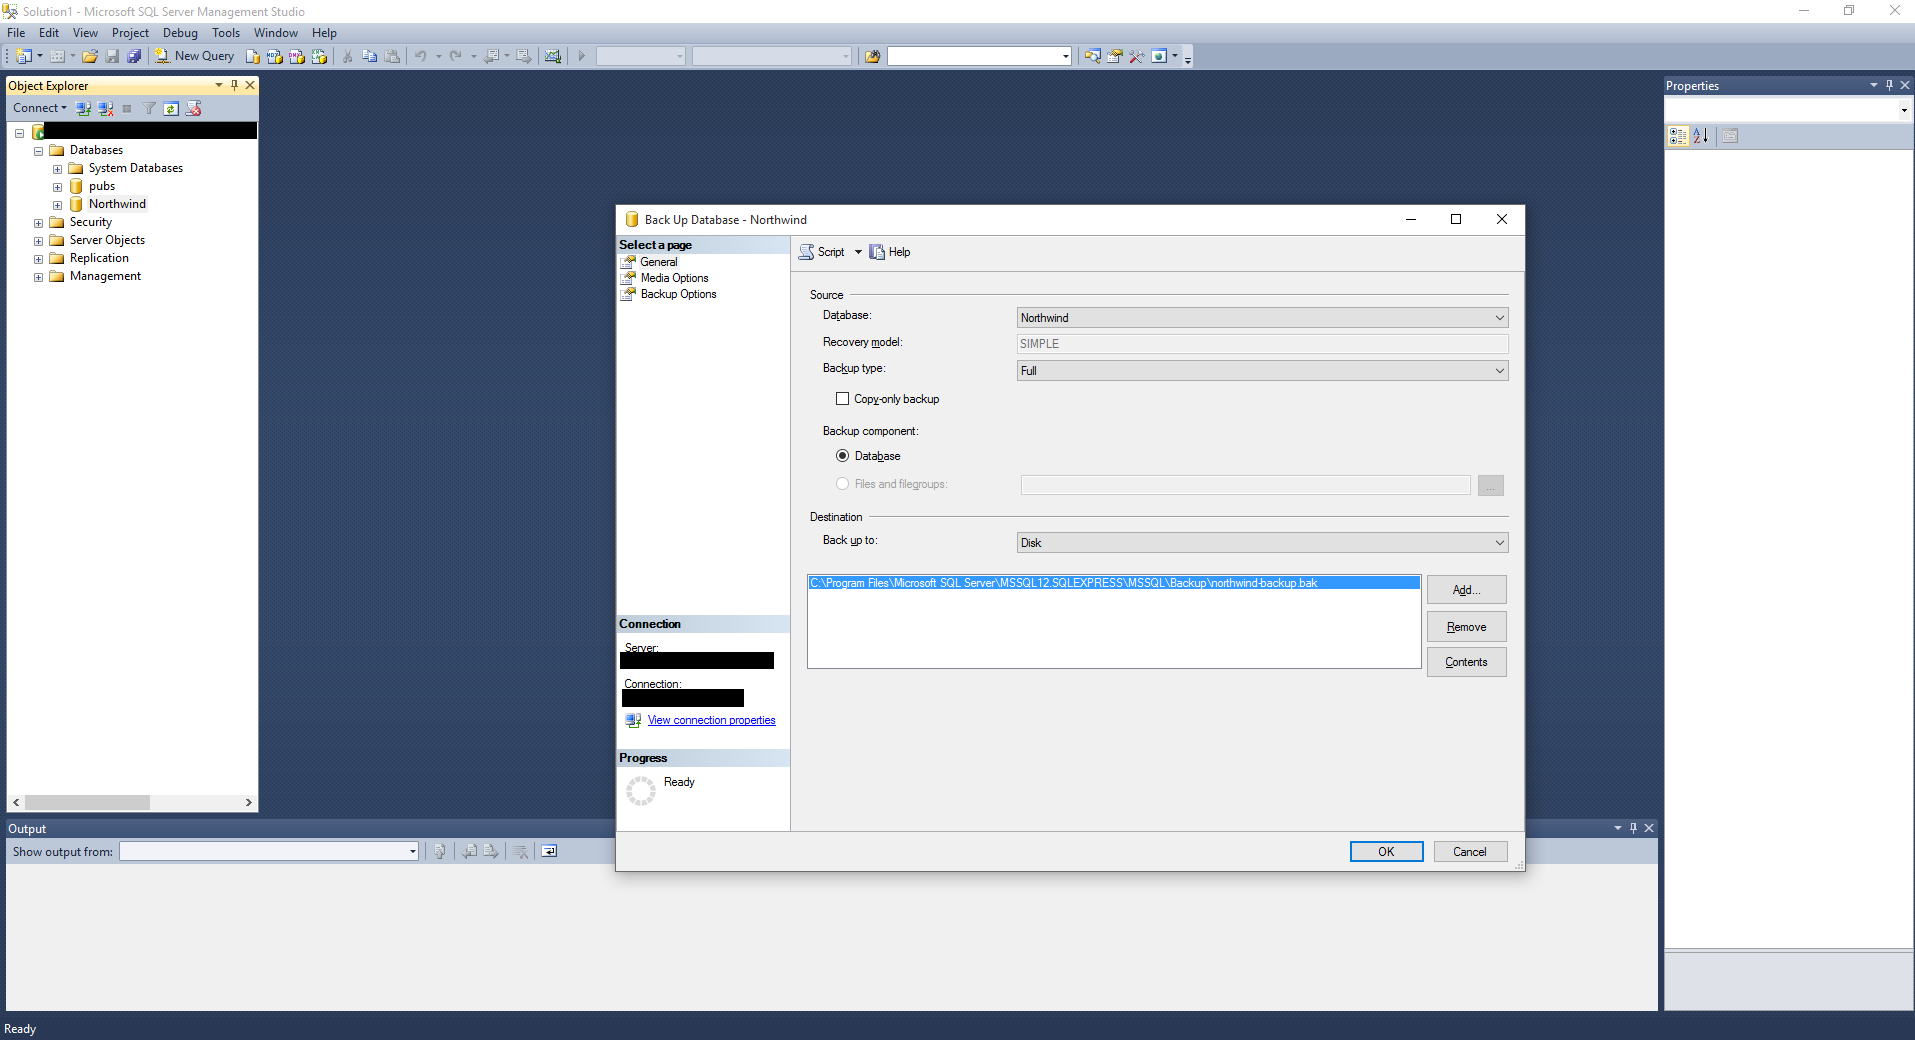 Solution1 - Microsoft SQL Server Management Studio
File Edit View Project Debug Tools Window Help
New Query
Object Explorer
Connect
Databases
System Databases
pubs
Northwind
Security
Server Objects
Replication
Management
Properties
Back Up Database - Northwind
Select a page
General
Media Options
Backup Options
Script Help
Source
Database: Northwind
Recovery model: SIMPLE
Backup type: Full
Copy-only backup
Backup component:
Database
Files and filegroups: ...
Destination
Back up to: Disk
C:\Program Files\Microsoft SQL Server\MSSQL12.SQLEXPRESS\MSSQL\Backup\northwind-backup.bak
Add...
Remove
Contents
Connection
Server:
Connection:
View connection properties
Progress
Ready
OK Cancel
Output
Show output from:
Ready